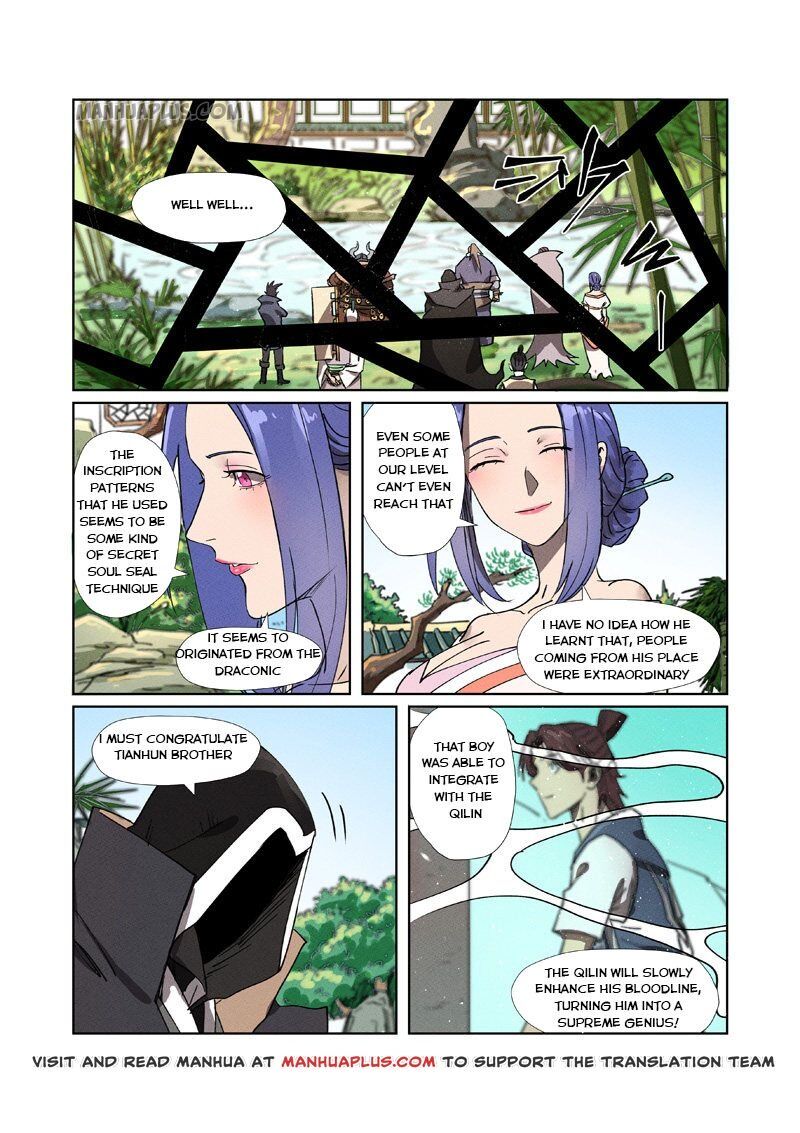 MANHUAPLUS.COM
WELL WELL...
THE
INSCRIPTION
PATTERNS
THAT HE USED
SEEMS TO BE
SOME KIND
OF SECRET
SOUL SEAL
TECHNIQUE
IT SEEMS TO
ORIGINATED FROM THE
DRACONIC
EVEN SOME
PEOPLE AT
OUR LEVEL
CAN'T EVEN
REACH THAT
I HAVE NO IDEA HOW HE
LEARNT THAT, PEOPLE
COMING FROM HIS PLACE
WERE EXTRAORDINARY
I MUST CONGRATULATE
TIANHUN BROTHER
THAT BOY
WAS ABLE TO
INTEGRATE
WITH THE
QILIN
THE QILIN WILL SLOWLY
ENHANCE HIS BLOODLINE,
TURNING HIM INTO A
SUPREME GENIUS!
VISIT AND READ MANHUA AT MANHUAPLUS.COM TO SUPPORT THE TRANSLATION TEAM